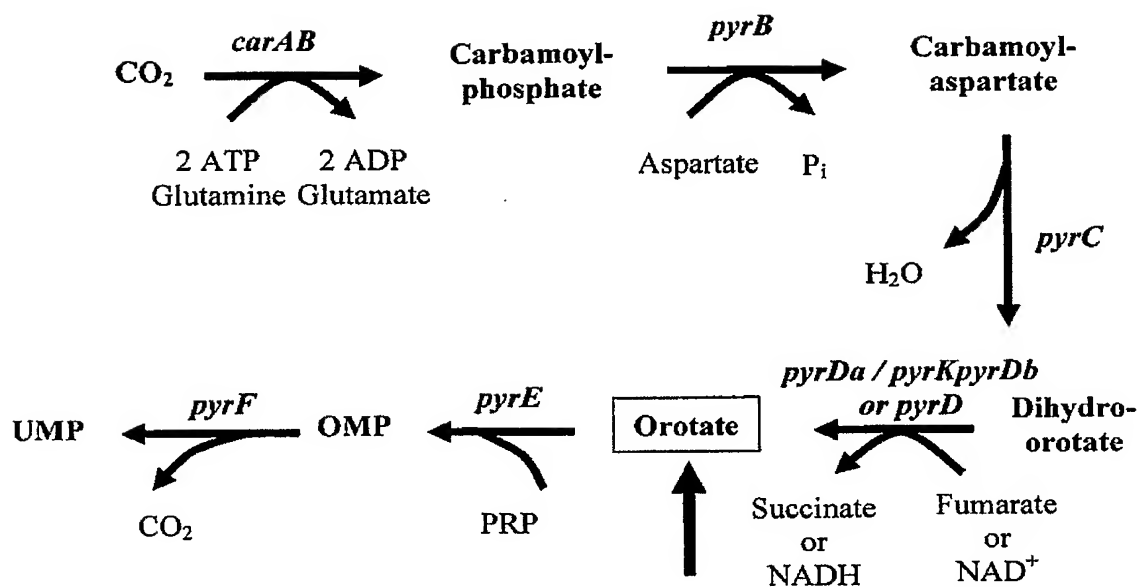 carAB
CO₂
Carbamoyl-
phosphate
pyrB
Carbamoyl-
aspartate
2 ATP
Glutamine
2 ADP
Glutamate
Aspartate
Pᵢ
pyrC
H₂O
pyrDa / pyrKpyrDb
or pyrD
Dihydro-
orotate
Succinate
or
NADH
Fumarate
or
NAD⁺
Orotate
pyrE
PRP
OMP
pyrF
CO₂
UMP